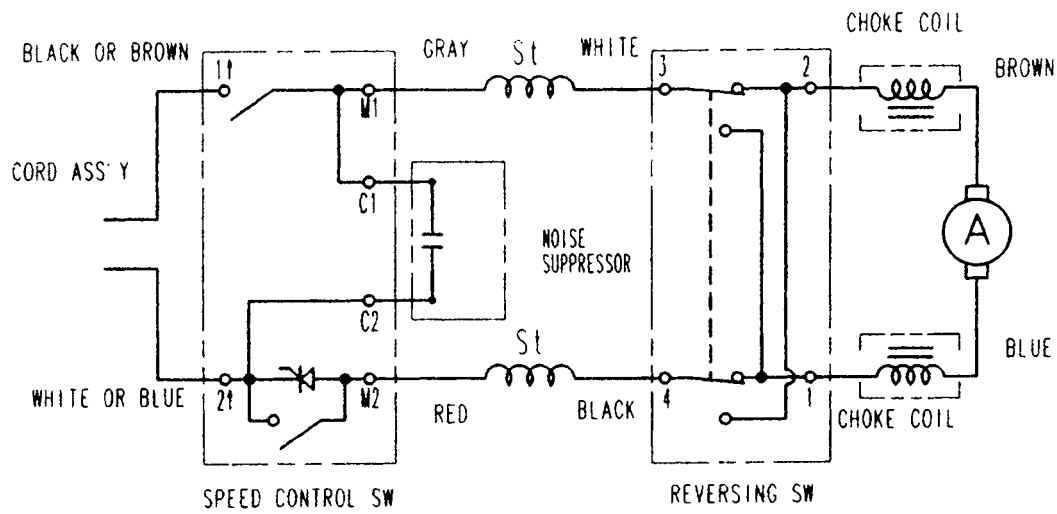 CHOKE COIL
BLACK OR BROWN
GRAY
St
WHITE
BROWN
1†
M1
3
2
CORD ASS'Y
C1
A
NOISE
SUPPRESSOR
C2
St
BLUE
WHITE OR BLUE
2†
M2
RED
BLACK
4
1
CHOKE COIL
SPEED CONTROL SW
REVERSING SW